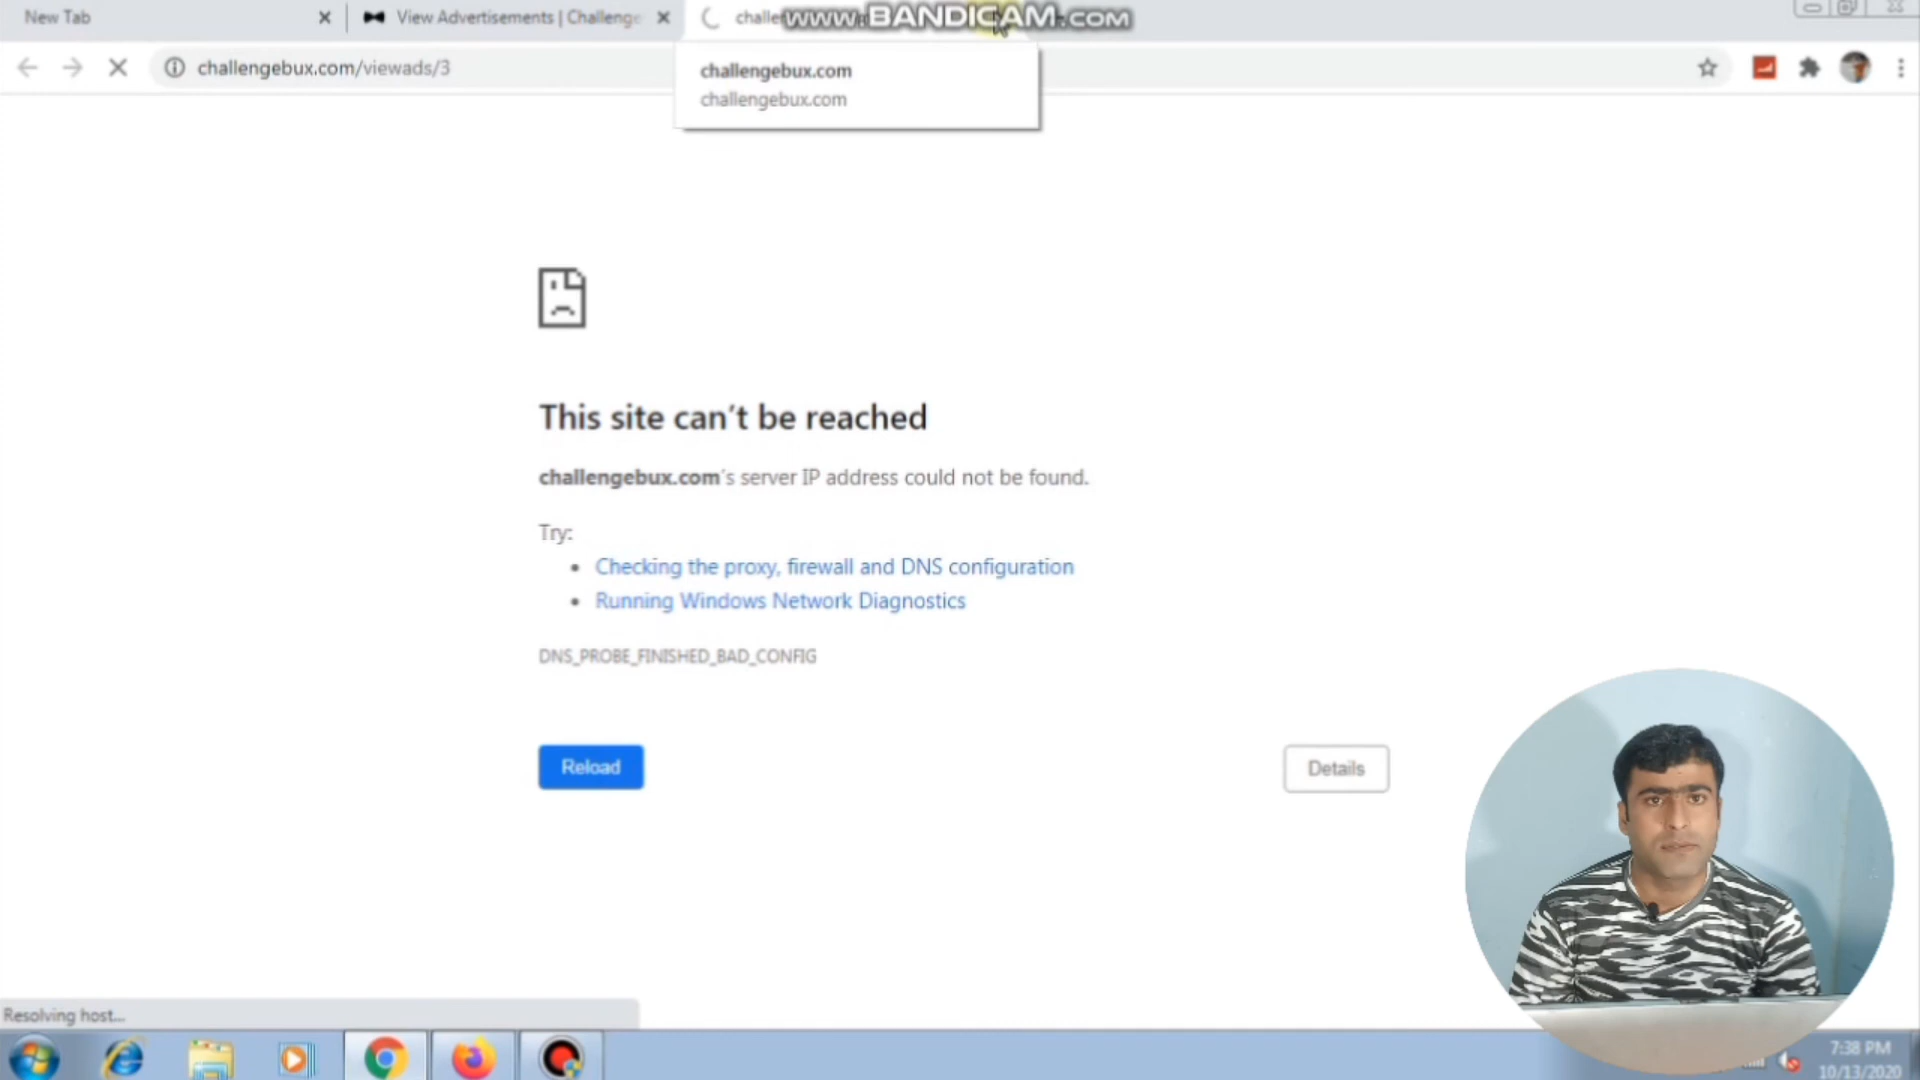 New Tab
View Advertisements | Challenge
challe
www.BANDICAM.com
challengebux.com/viewads/3
challengebux.com
challengebux.com
This site can't be reached
challengebux.com's server IP address could not be found.
Try:
Checking the proxy, firewall and DNS configuration
Running Windows Network Diagnostics
DNS_PROBE_FINISHED_BAD_CONFIG
Reload
Details
Resolving host...
7:38 PM
10/13/2020